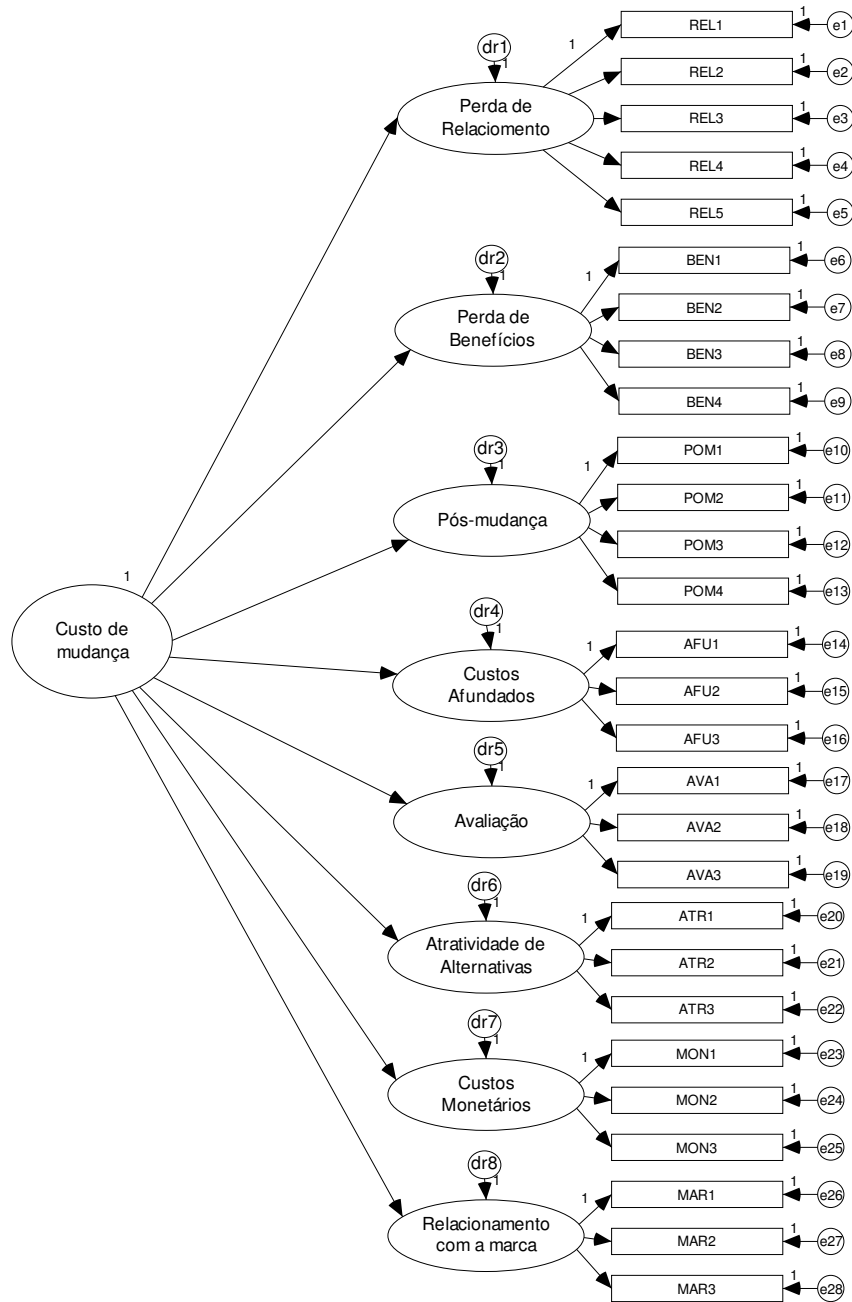 dr1
1
Perda de
Relaciomento
1
REL1
1
e1
REL2
1
e2
REL3
1
e3
REL4
1
e4
REL5
1
e5
dr2
1
Perda de
Benefícios
1
BEN1
1
e6
BEN2
1
e7
BEN3
1
e8
BEN4
1
e9
dr3
1
Pós-mudança
1
POM1
1
e10
POM2
1
e11
POM3
1
e12
POM4
1
e13
1
Custo de
mudança
dr4
1
Custos
Afundados
1
AFU1
1
e14
AFU2
1
e15
AFU3
1
e16
dr5
1
Avaliação
1
AVA1
1
e17
AVA2
1
e18
AVA3
1
e19
dr6
1
Atratividade de
Alternativas
1
ATR1
1
e20
ATR2
1
e21
ATR3
1
e22
dr7
1
Custos
Monetários
1
MON1
1
e23
MON2
1
e24
MON3
1
e25
dr8
1
Relacionamento
com a marca
1
MAR1
1
e26
MAR2
1
e27
MAR3
1
e28